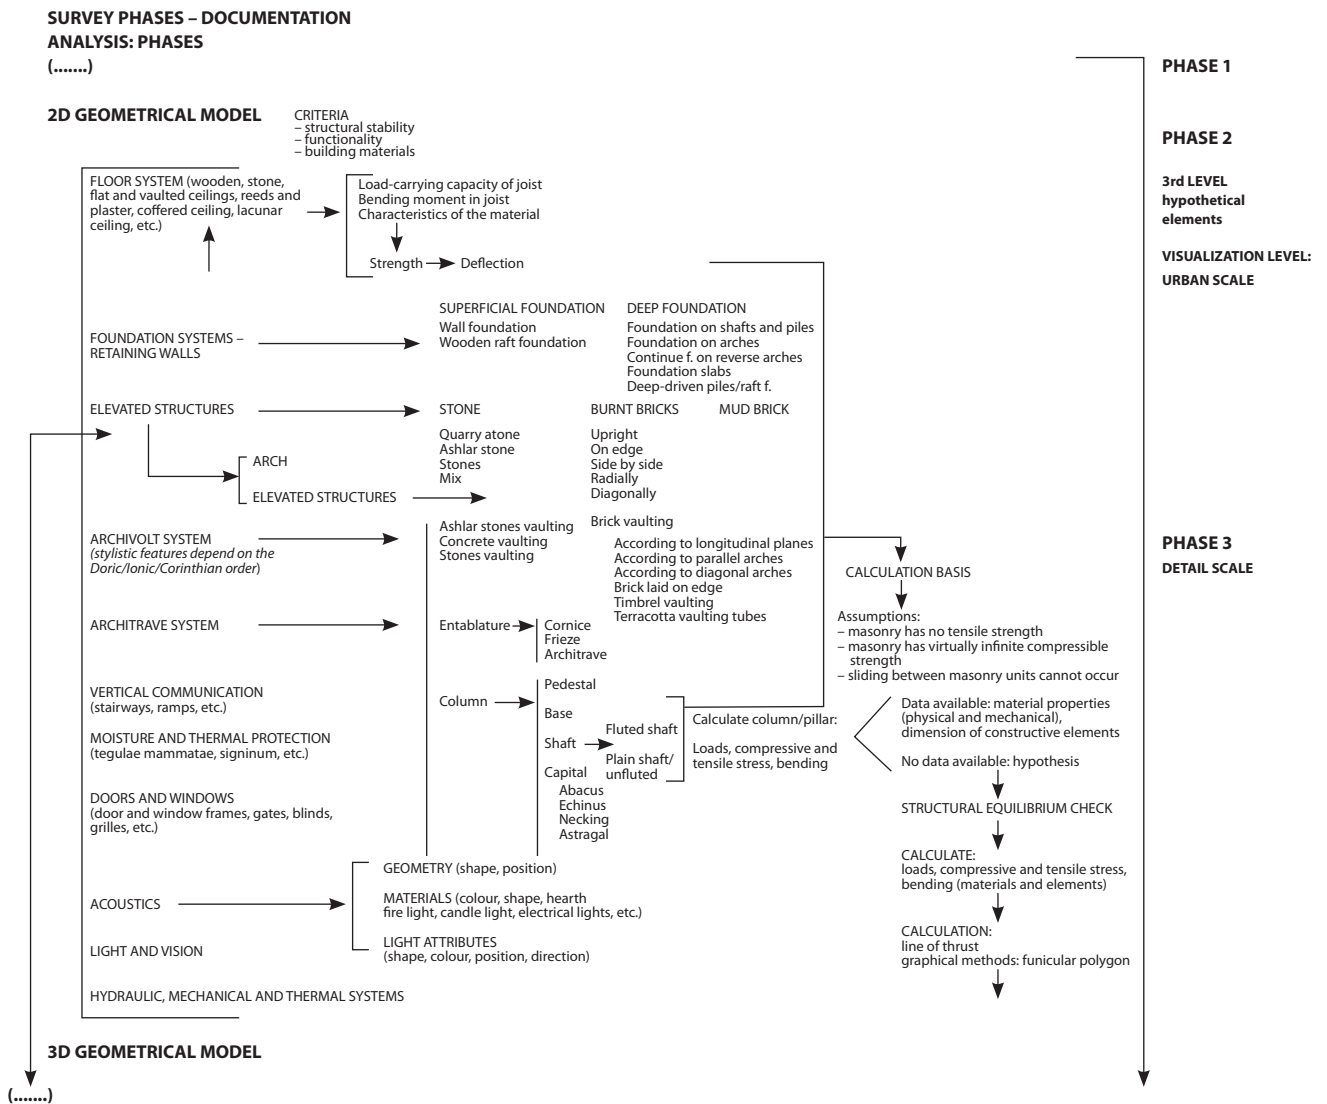 SURVEY PHASES – DOCUMENTATION
ANALYSIS: PHASES
(.......)
PHASE 1
2D GEOMETRICAL MODEL
CRITERIA
– structural stability
– functionality
– building materials
PHASE 2
3rd LEVEL
hypothetical
elements
VISUALIZATION LEVEL:
URBAN SCALE
FLOOR SYSTEM (wooden, stone,
flat and vaulted ceilings, reeds and
plaster, coffered ceiling, lacunar
ceiling, etc.)
Load-carrying capacity of joist
Bending moment in joist
Characteristics of the material
Strength
Deflection
FOUNDATION SYSTEMS –
RETAINING WALLS
SUPERFICIAL FOUNDATION
Wall foundation
Wooden raft foundation
DEEP FOUNDATION
Foundation on shafts and piles
Foundation on arches
Continue f. on reverse arches
Foundation slabs
Deep-driven piles/raft f.
ELEVATED STRUCTURES
STONE
Quarry atone
Ashlar stone
Stones
Mix
BURNT BRICKS
Upright
On edge
Side by side
Radially
Diagonally
MUD BRICK
ARCH
ELEVATED STRUCTURES
ARCHIVOLT SYSTEM
(stylistic features depend on the
Doric/Ionic/Corinthian order)
Ashlar stones vaulting
Concrete vaulting
Stones vaulting
Brick vaulting
According to longitudinal planes
According to parallel arches
According to diagonal arches
Brick laid on edge
Timbrel vaulting
Terracotta vaulting tubes
PHASE 3
DETAIL SCALE
CALCULATION BASIS
Assumptions:
– masonry has no tensile strength
– masonry has virtually infinite compressible
strength
– sliding between masonry units cannot occur
ARCHITRAVE SYSTEM
Entablature
Cornice
Frieze
Architrave
VERTICAL COMMUNICATION
(stairways, ramps, etc.)
Column
Pedestal
Base
Shaft
Capital
Abacus
Echinus
Necking
Astragal
Fluted shaft
Plain shaft/
unfluted
Calculate column/pillar:
Loads, compressive and
tensile stress, bending
Data available: material properties
(physical and mechanical),
dimension of constructive elements
No data available: hypothesis
MOISTURE AND THERMAL PROTECTION
(tegulae mammatae, signinum, etc.)
DOORS AND WINDOWS
(door and window frames, gates, blinds,
grilles, etc.)
STRUCTURAL EQUILIBRIUM CHECK
CALCULATE:
loads, compressive and tensile stress,
bending (materials and elements)
CALCULATION:
line of thrust
graphical methods: funicular polygon
ACOUSTICS
GEOMETRY (shape, position)
MATERIALS (colour, shape, hearth
fire light, candle light, electrical lights, etc.)
LIGHT ATTRIBUTES
(shape, colour, position, direction)
LIGHT AND VISION
HYDRAULIC, MECHANICAL AND THERMAL SYSTEMS
3D GEOMETRICAL MODEL
(.......)